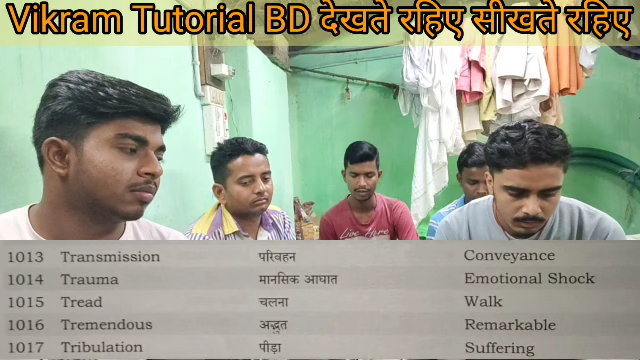 Vikram Tutorial BD देखते रहिए सीखते रहिए
Live
1013 Transmission परिवहन Conveyance
1014 Trauma मानसिक आघात Emotional Shock
1015 Tread चलना Walk
1016 Tremendous अद्भुत Remarkable
1017 Tribulation पीड़ा Suffering